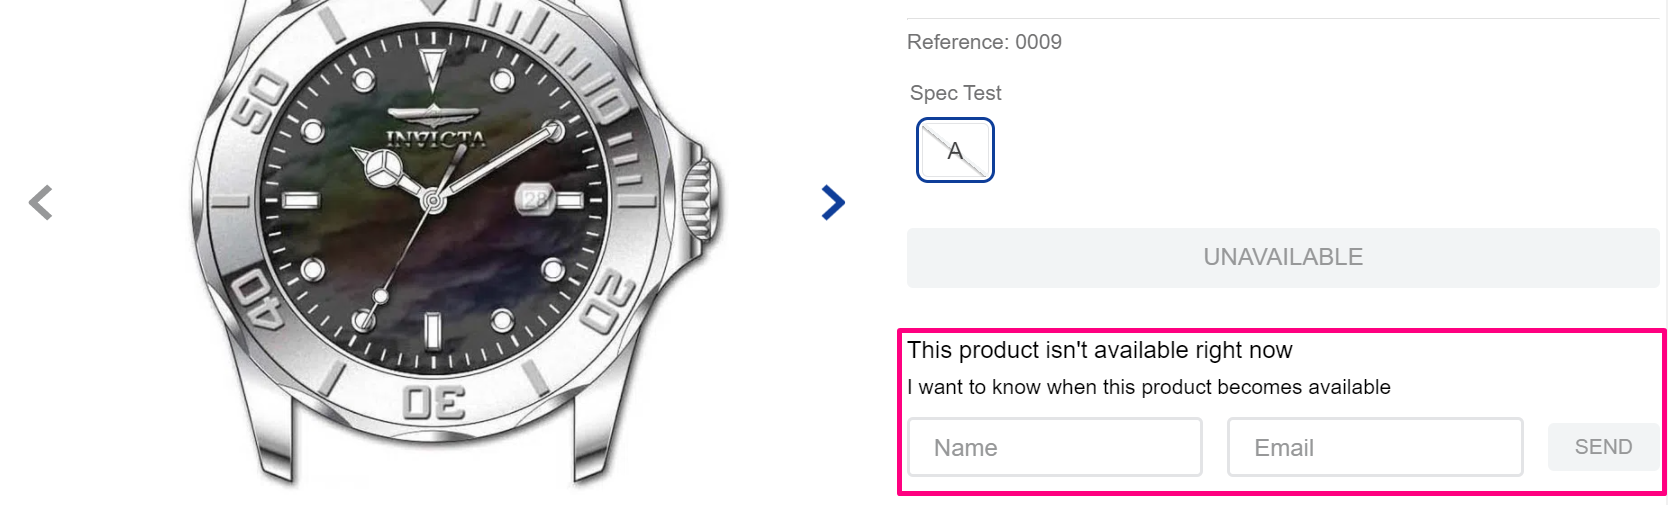 50
10
20
30
40
INVICTA
28
Reference: 0009
Spec Test
A
UNAVAILABLE
This product isn't available right now
I want to know when this product becomes available
Name
Email
SEND